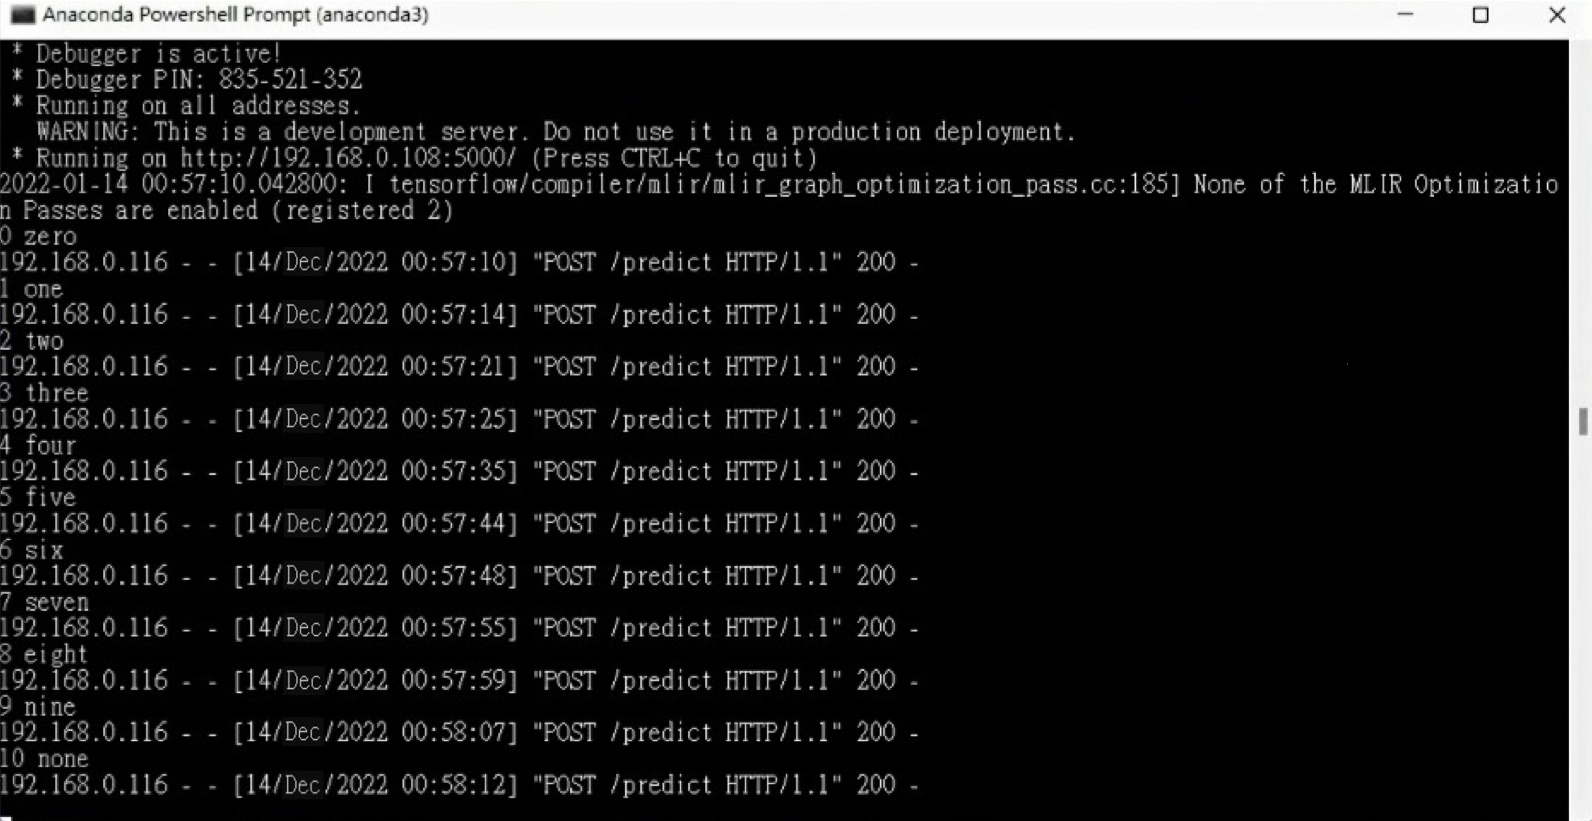 Anaconda Powershell Prompt (anaconda3)
* Debugger is active!
* Debugger PIN: 835-521-352
* Running on all addresses.
WARNING: This is a development server. Do not use it in a production deployment.
* Running on http://192.168.0.108:5000/ (Press CTRL+C to quit)
2022-01-14 00:57:10.042800: I tensorflow/compiler/mlir/mlir_graph_optimization_pass.cc:185] None of the MLIR Optimizatio
n Passes are enabled (registered 2)
0 zero
192.168.0.116 - - [14/Dec/2022 00:57:10] "POST /predict HTTP/1.1" 200 -
1 one
192.168.0.116 - - [14/Dec/2022 00:57:14] "POST /predict HTTP/1.1" 200 -
2 two
192.168.0.116 - - [14/Dec/2022 00:57:21] "POST /predict HTTP/1.1" 200 -
3 three
192.168.0.116 - - [14/Dec/2022 00:57:25] "POST /predict HTTP/1.1" 200 -
4 four
192.168.0.116 - - [14/Dec/2022 00:57:35] "POST /predict HTTP/1.1" 200 -
5 five
192.168.0.116 - - [14/Dec/2022 00:57:44] "POST /predict HTTP/1.1" 200 -
6 six
192.168.0.116 - - [14/Dec/2022 00:57:48] "POST /predict HTTP/1.1" 200 -
7 seven
192.168.0.116 - - [14/Dec/2022 00:57:55] "POST /predict HTTP/1.1" 200 -
8 eight
192.168.0.116 - - [14/Dec/2022 00:57:59] "POST /predict HTTP/1.1" 200 -
9 nine
192.168.0.116 - - [14/Dec/2022 00:58:07] "POST /predict HTTP/1.1" 200 -
10 none
192.168.0.116 - - [14/Dec/2022 00:58:12] "POST /predict HTTP/1.1" 200 -